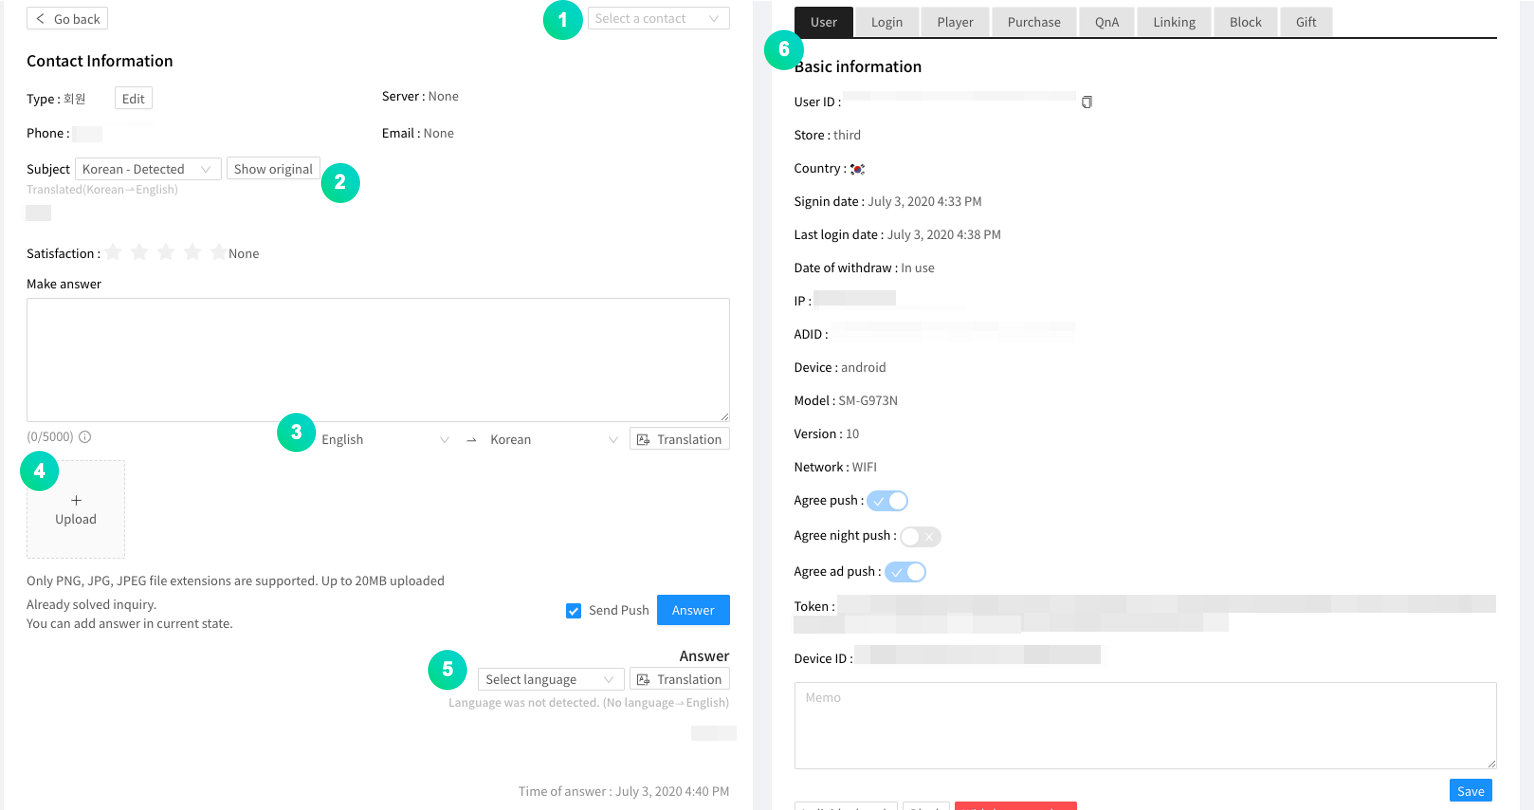 Go back
1
Select a contact
Contact Information
Type : 회원
Edit
Server : None
Phone :
Email : None
Subject
Korean - Detected
Show original
2
Translated(Korean→English)
Satisfaction :
None
Make answer
(0/5000)
3
English
→
Korean
Translation
4
+
Upload
Only PNG, JPG, JPEG file extensions are supported. Up to 20MB uploaded
Already solved inquiry.
You can add answer in current state.
Send Push
Answer
Answer
5
Select language
Translation
Language was not detected. (No language→English)
Time of answer : July 3, 2020 4:40 PM
User
Login
Player
Purchase
QnA
Linking
Block
Gift
6
Basic information
User ID :
Store : third
Country :
Signin date : July 3, 2020 4:33 PM
Last login date : July 3, 2020 4:38 PM
Date of withdraw : In use
IP :
ADID :
Device : android
Model : SM-G973N
Version : 10
Network : WIFI
Agree push :
Agree night push :
Agree ad push :
Token :
Device ID :
Memo
Save